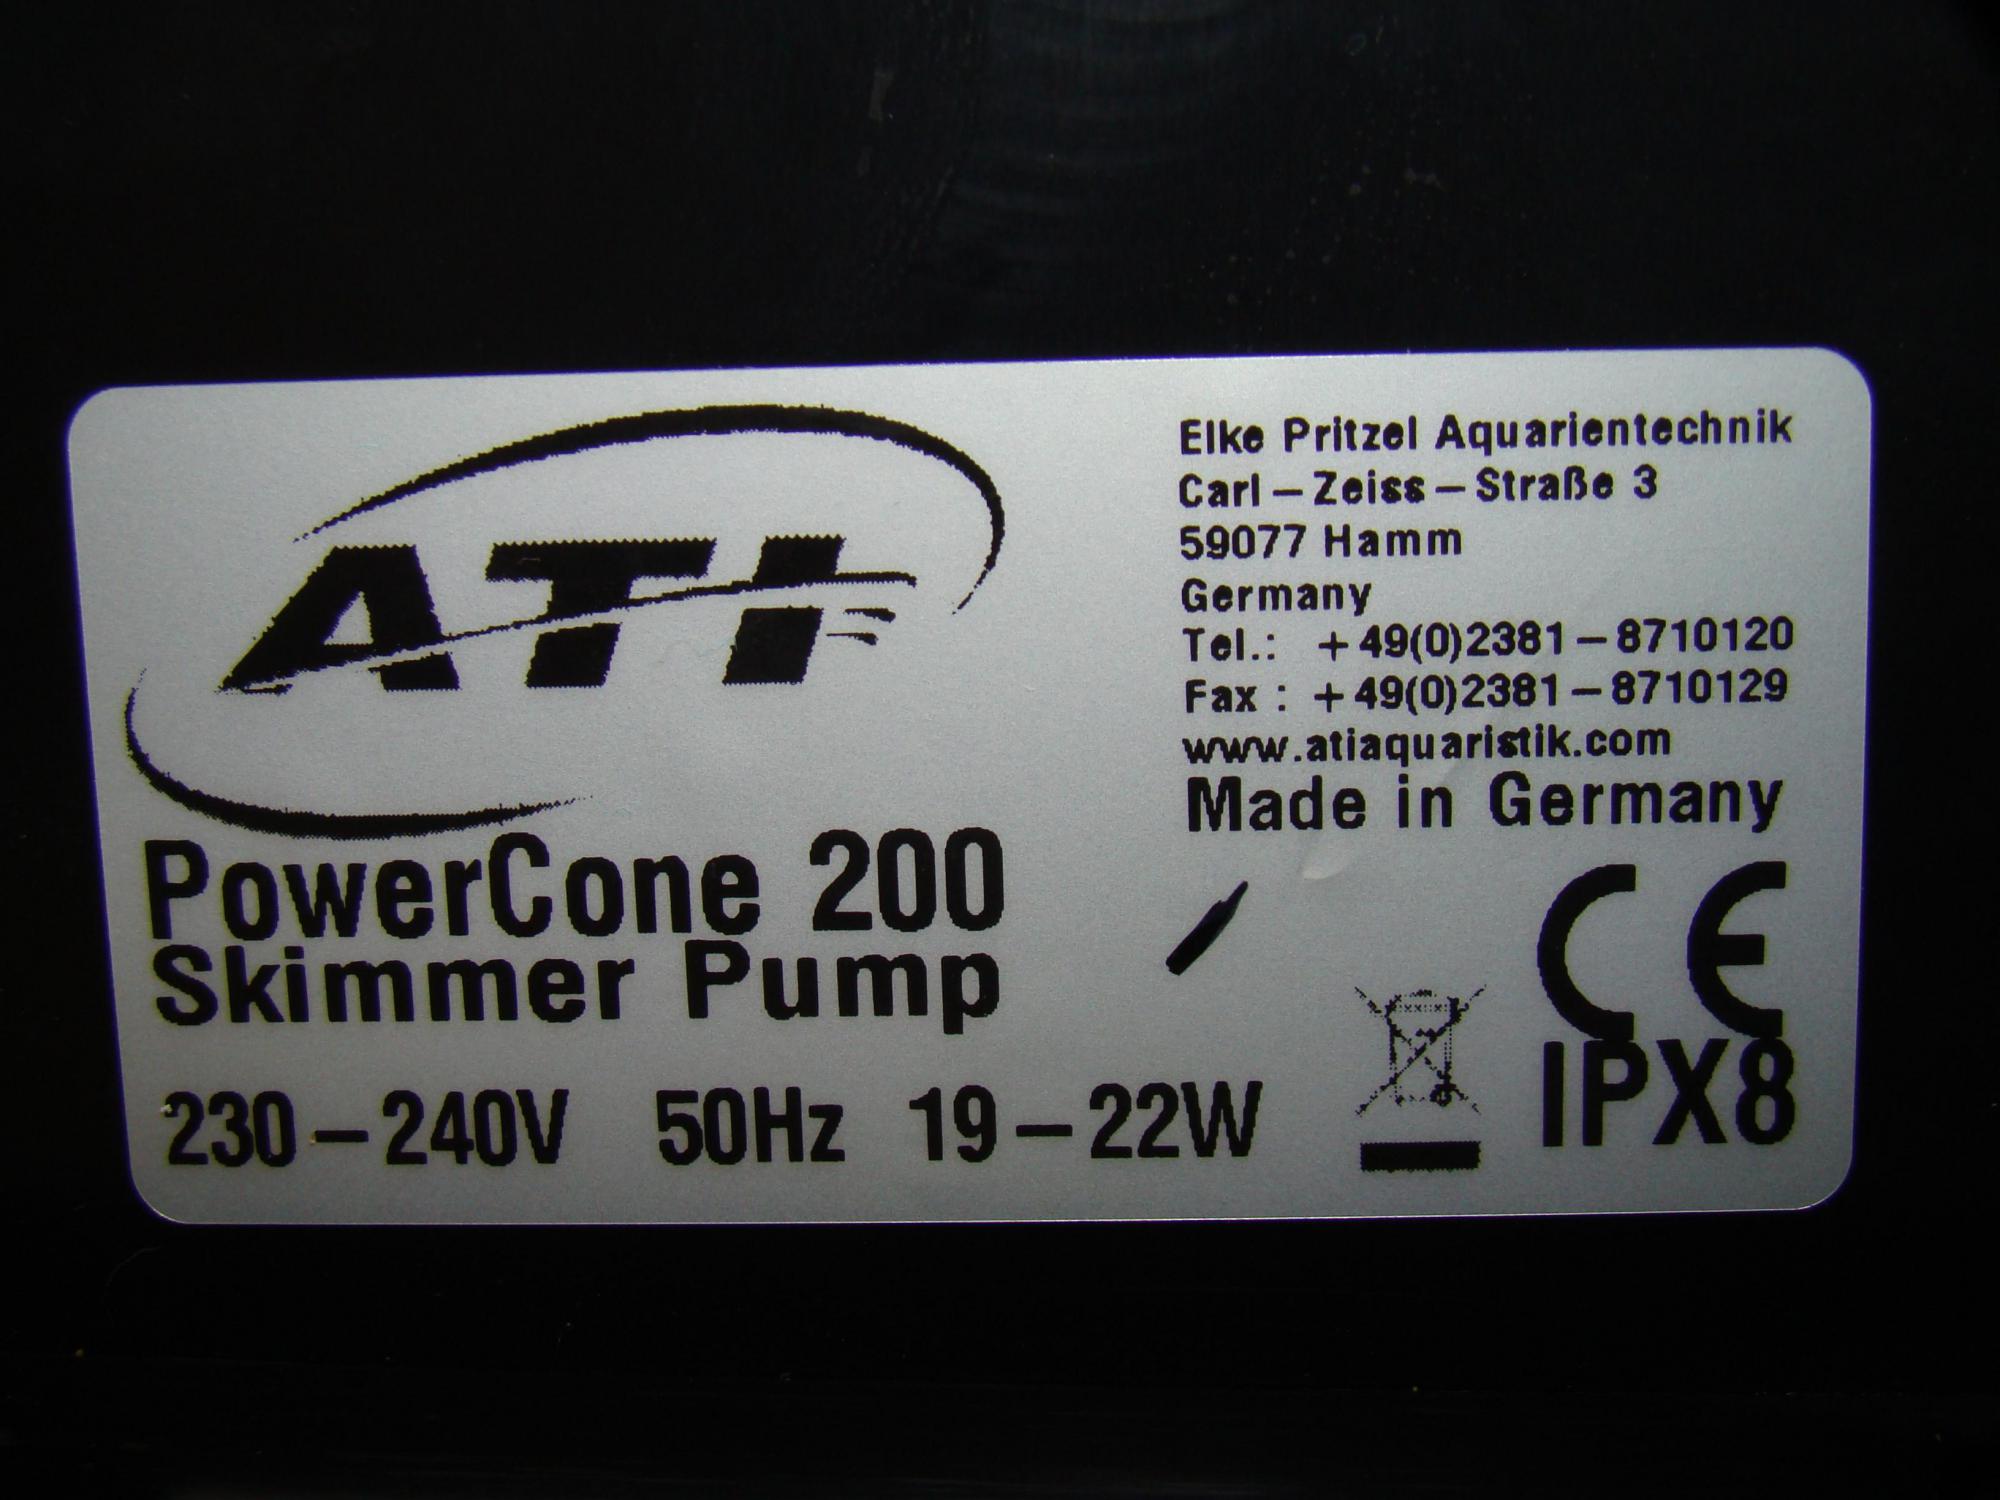 ATI
PowerCone 200
Skimmer Pump
230-240V 50Hz 19-22W
Elke Pritzel Aquarientechnik
Carl-Zeiss-Straße 3
59077 Hamm
Germany
Tel.: +49(0)2381-8710120
Fax : +49(0)2381-8710129
www.atiaquaristik.com
Made in Germany
CE
IPX8